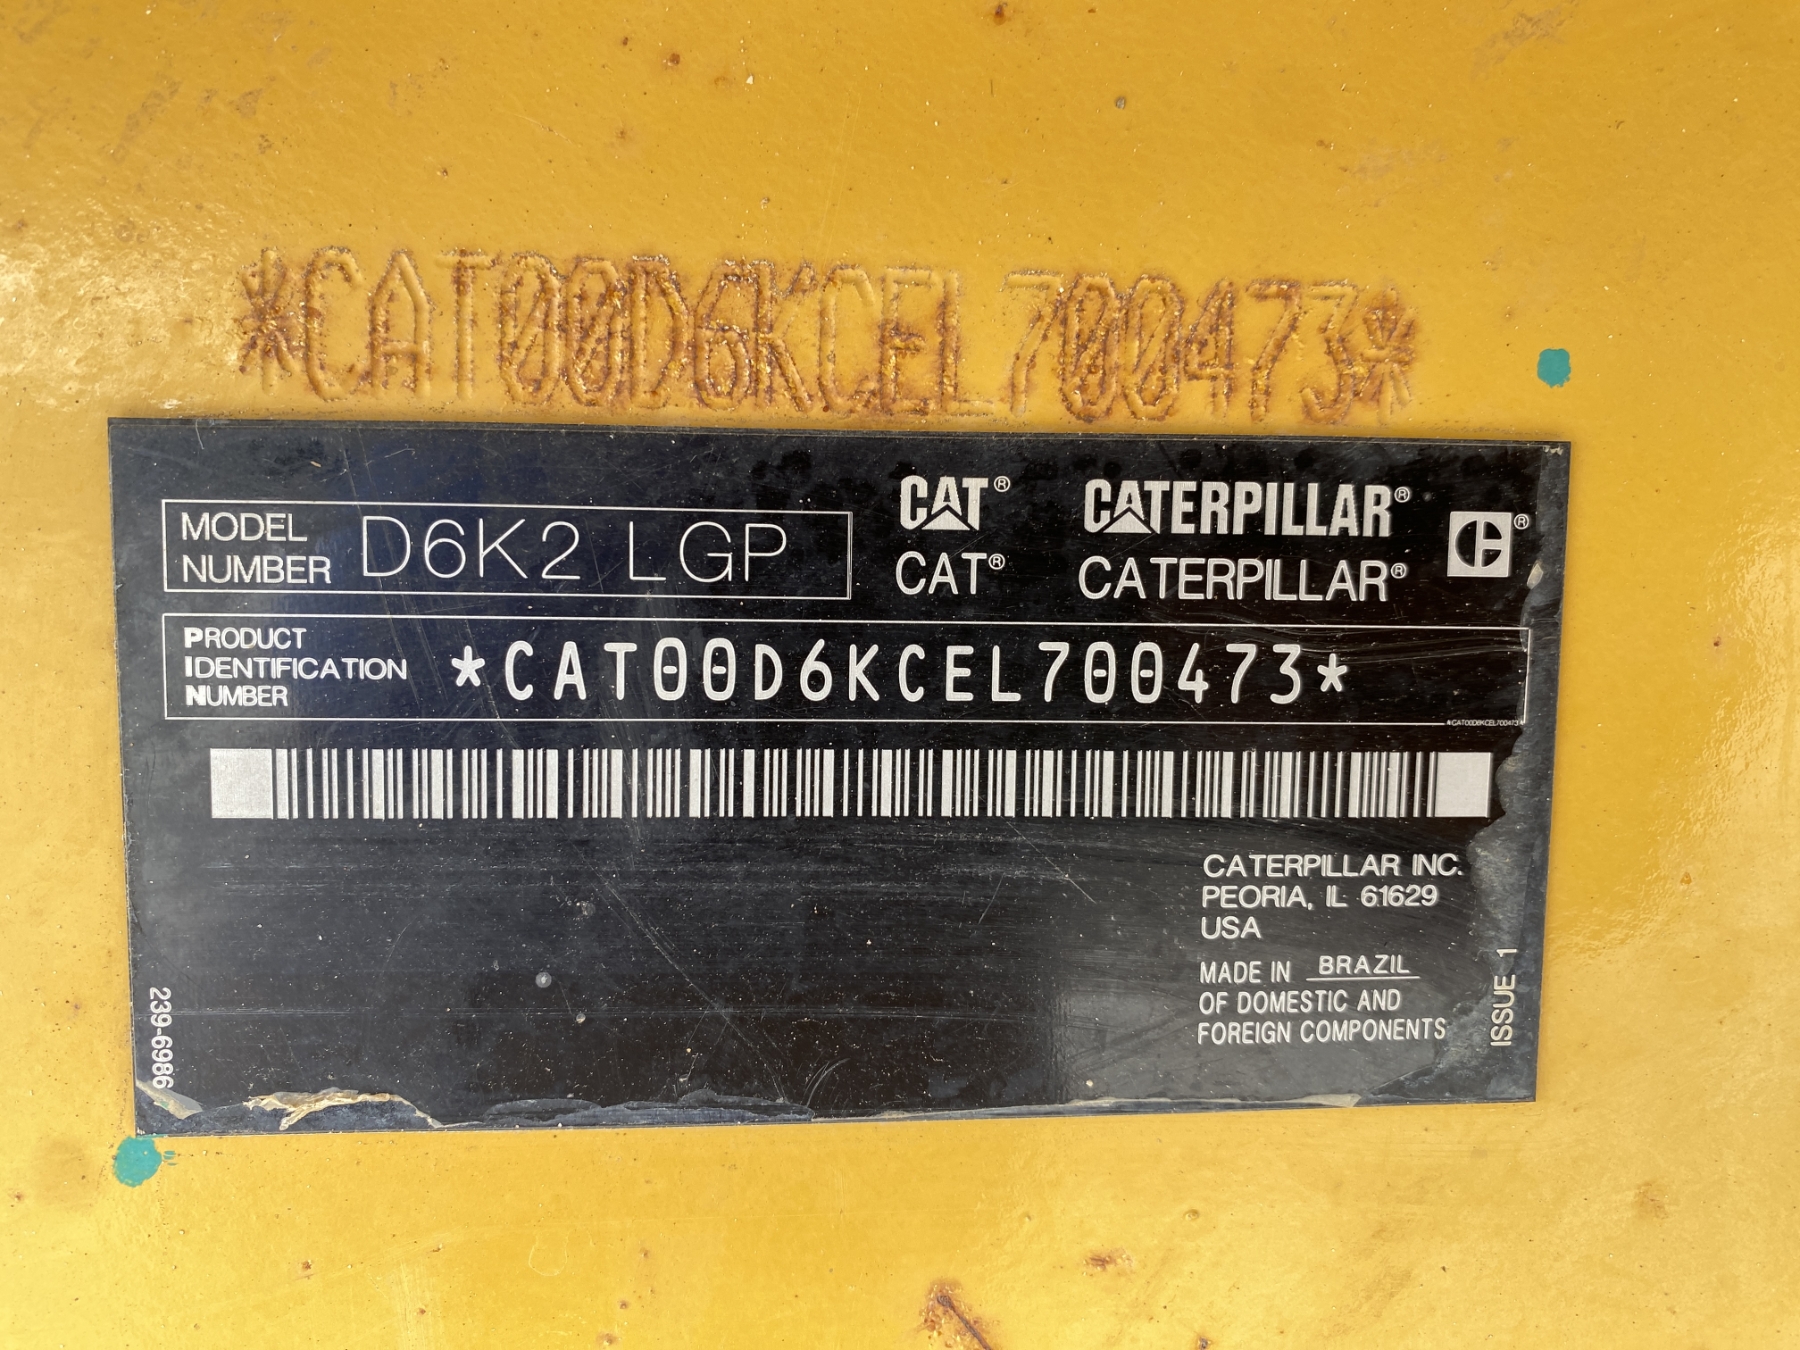 *CAT00D6KCEL700473*
MODEL NUMBER D6K2 LGP
CAT® CATERPILLAR®
CAT® CATERPILLAR®
PRODUCT IDENTIFICATION NUMBER *CAT00D6KCEL700473*
*CAT00D6KCEL700473*
CATERPILLAR INC.
PEORIA, IL 61629
USA
MADE IN BRAZIL
OF DOMESTIC AND
FOREIGN COMPONENTS
239-6986
ISSUE 1